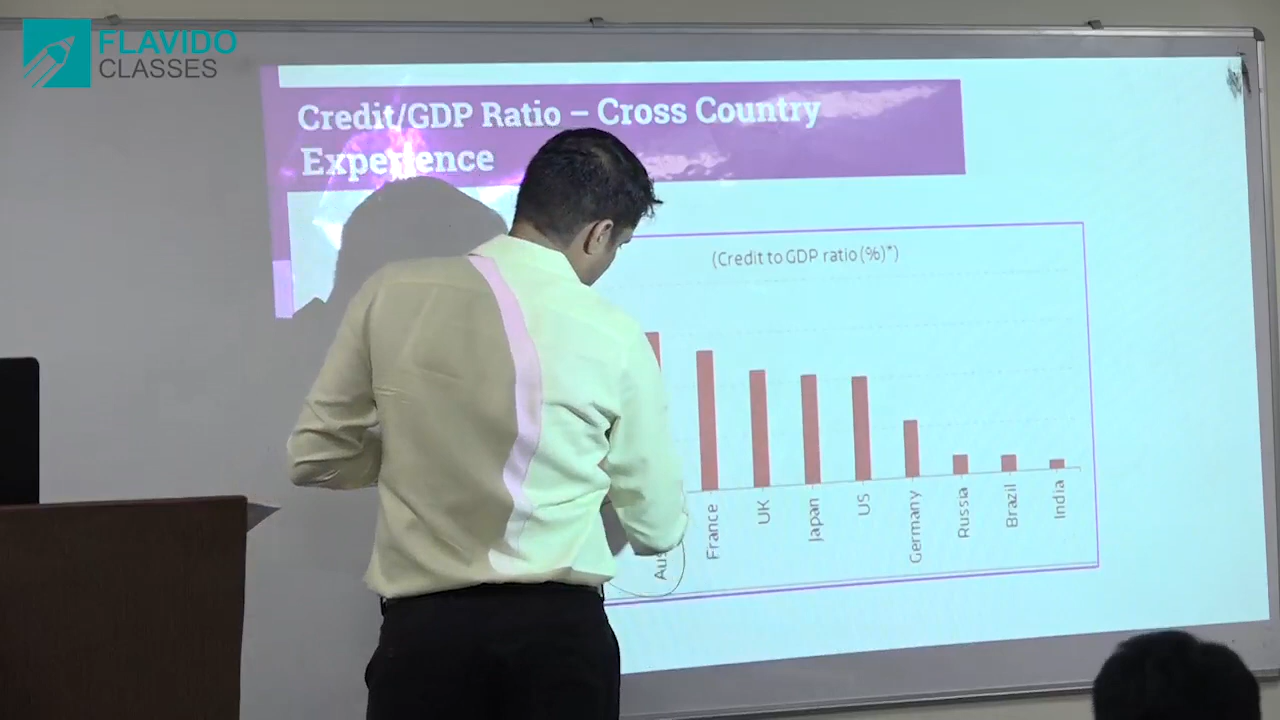 FLAVIDO
CLASSES
Credit/GDP Ratio – Cross Country
Experience
(Credit to GDP ratio (%)*)
France
UK
Japan
US
Germany
Russia
Brazil
India